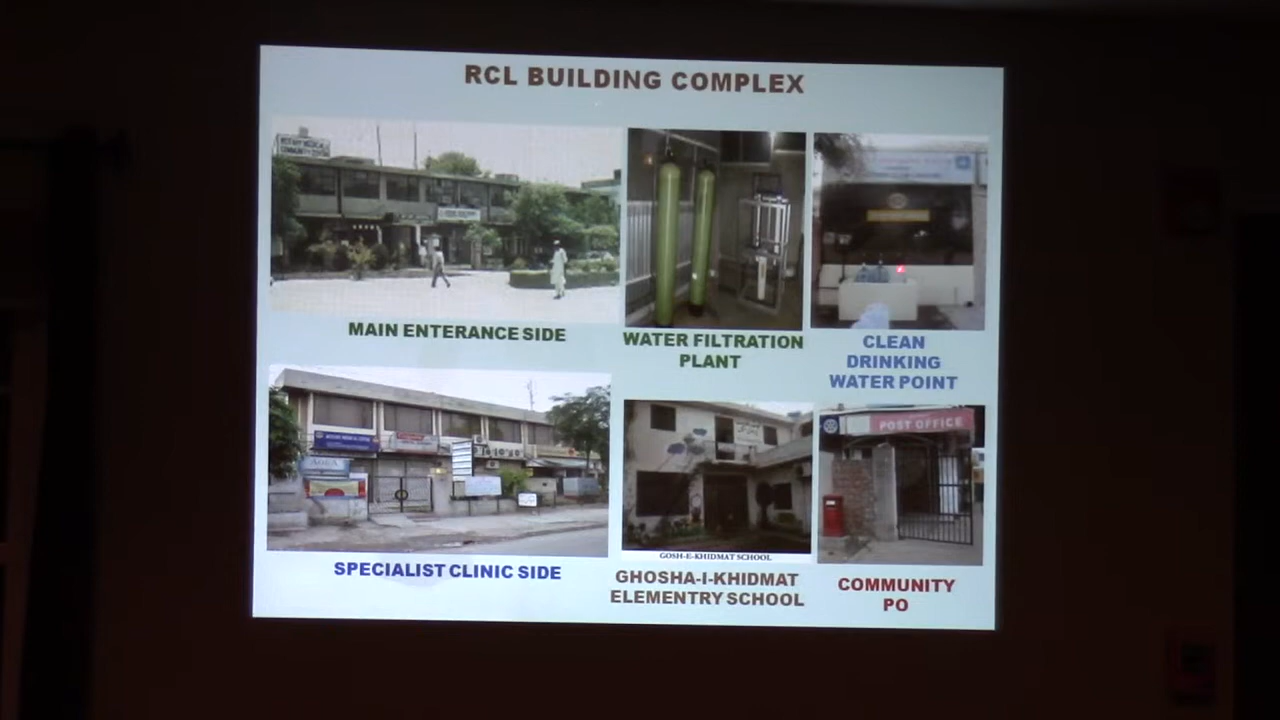 RCL BUILDING COMPLEX
MAIN ENTERANCE SIDE
WATER FILTRATION
PLANT
CLEAN
DRINKING
WATER POINT
POST OFFICE
GOSH-E-KHIDMAT SCHOOL
SPECIALIST CLINIC SIDE
GHOSHA-I-KHIDMAT
ELEMENTRY SCHOOL
COMMUNITY
PO